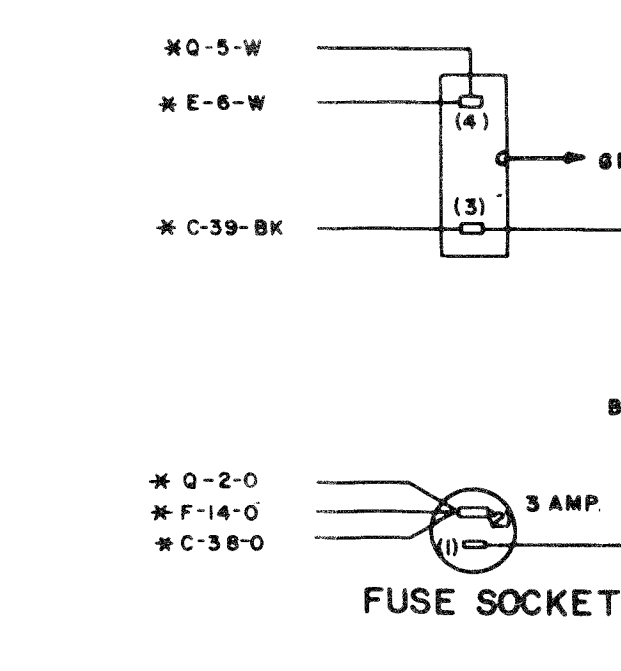 *Q-5-W
* E-6-W
(4)
(3)
* C-39-BK
* Q-2-O
* F-14-O
* C-38-O
(2)
3 AMP.
(1)
FUSE SOCKET